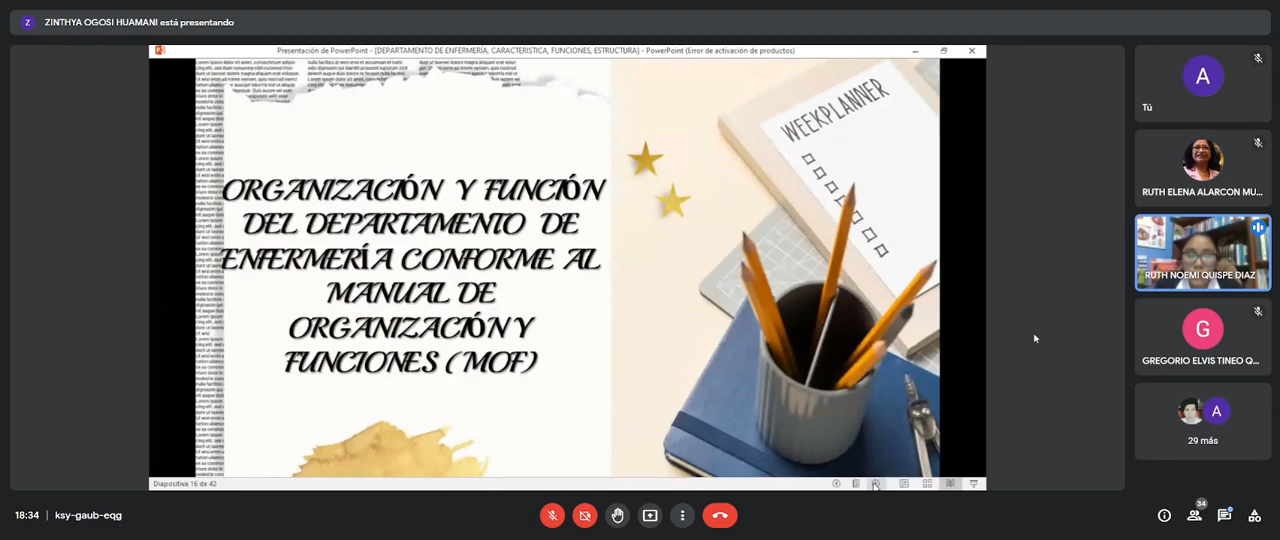 Z ZINTHYA OGOSI HUAMANI está presentando
Presentación de PowerPoint - [DEPARTAMENTO DE ENFERMERÍA, CARACTERISTICA, FUNCIONES, ESTRUCTURA] - PowerPoint (Error de activación de productos)
ORGANIZACIÓN Y FUNCIÓN
DEL DEPARTAMENTO DE
ENFERMERÍA CONFORME AL
MANUAL DE
ORGANIZACIÓN Y
FUNCIONES ( MOF)
WEEKPLANNER
Diapositiva 16 de 42
A
Tú
RUTH ELENA ALARCON MU...
RUTH NOEMI QUISPE DIAZ
G
GREGORIO ELVIS TINEO Q...
A
29 más
18:34 | ksy-gaub-eqg
34